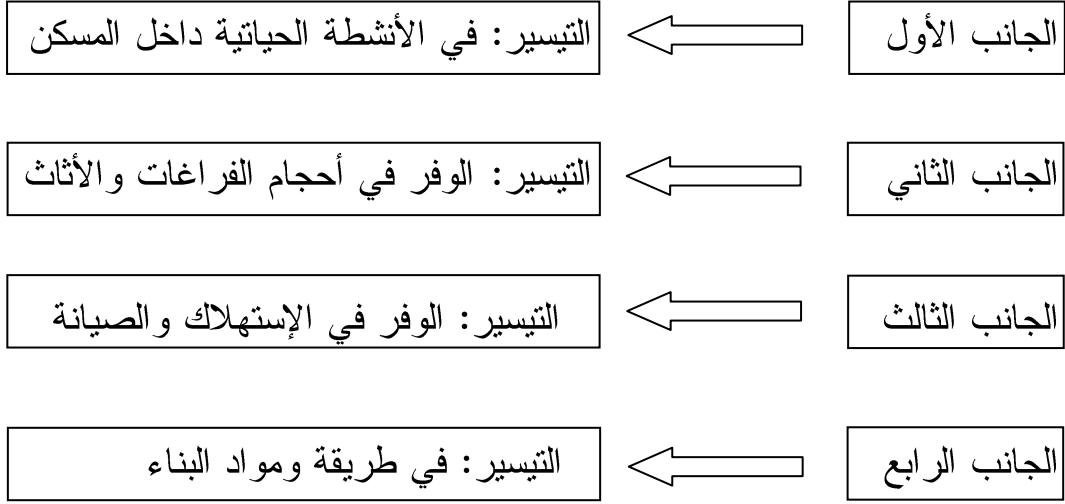 الجانب الأول
التيسير: في الأنشطة الحياتية داخل المسكن
الجانب الثاني
التيسير: الوفر في أحجام الفراغات والأثاث
الجانب الثالث
التيسير: الوفر في الإستهلاك والصيانة
الجانب الرابع
التيسير: في طريقة ومواد البناء